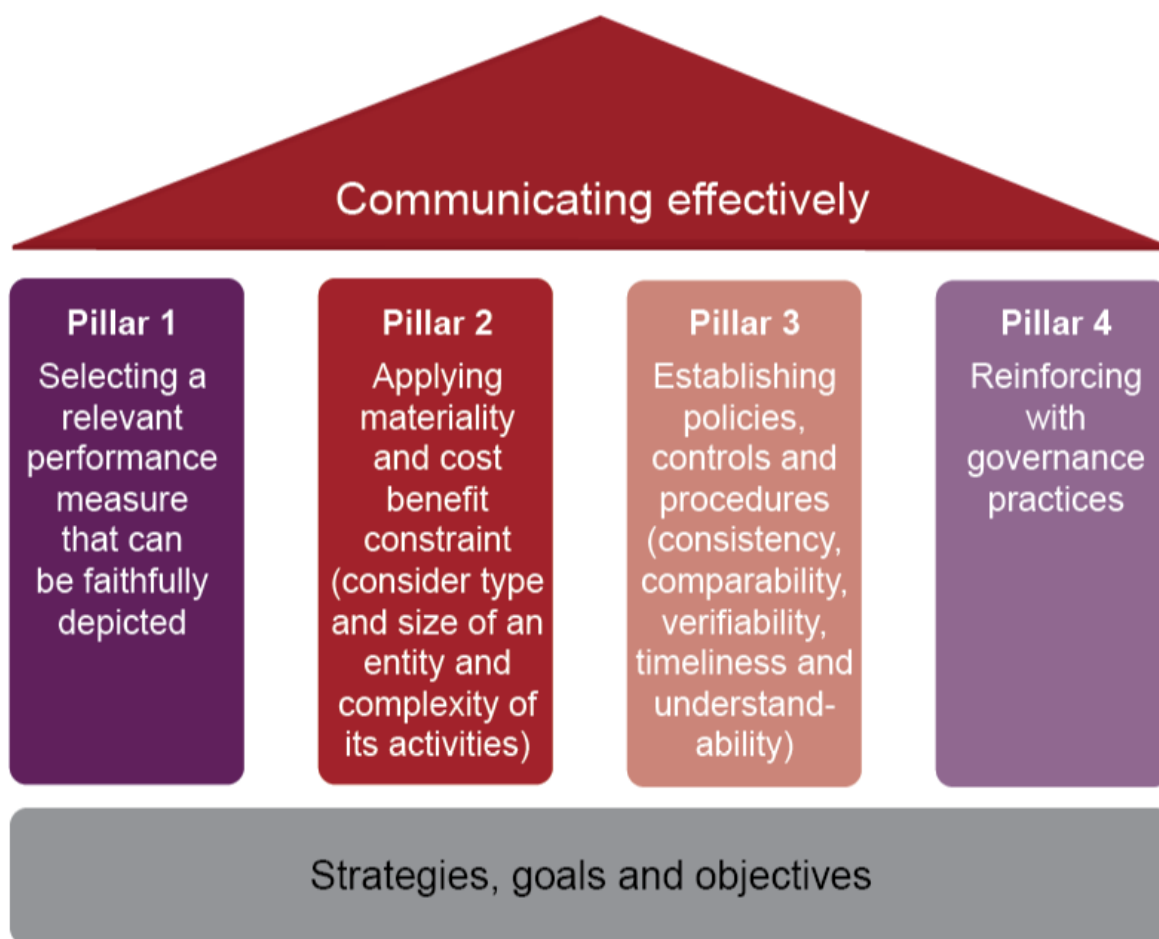 Communicating effectively
Pillar 1
Selecting a
relevant
performance
measure
that can
be faithfully
depicted
Pillar 2
Applying
materiality
and cost
benefit
constraint
(consider type
and size of an
entity and
complexity of
its activities)
Pillar 3
Establishing
policies,
controls and
procedures
(consistency,
comparability,
verifiability,
timeliness and
understand-
ability)
Pillar 4
Reinforcing
with
governance
practices
Strategies, goals and objectives